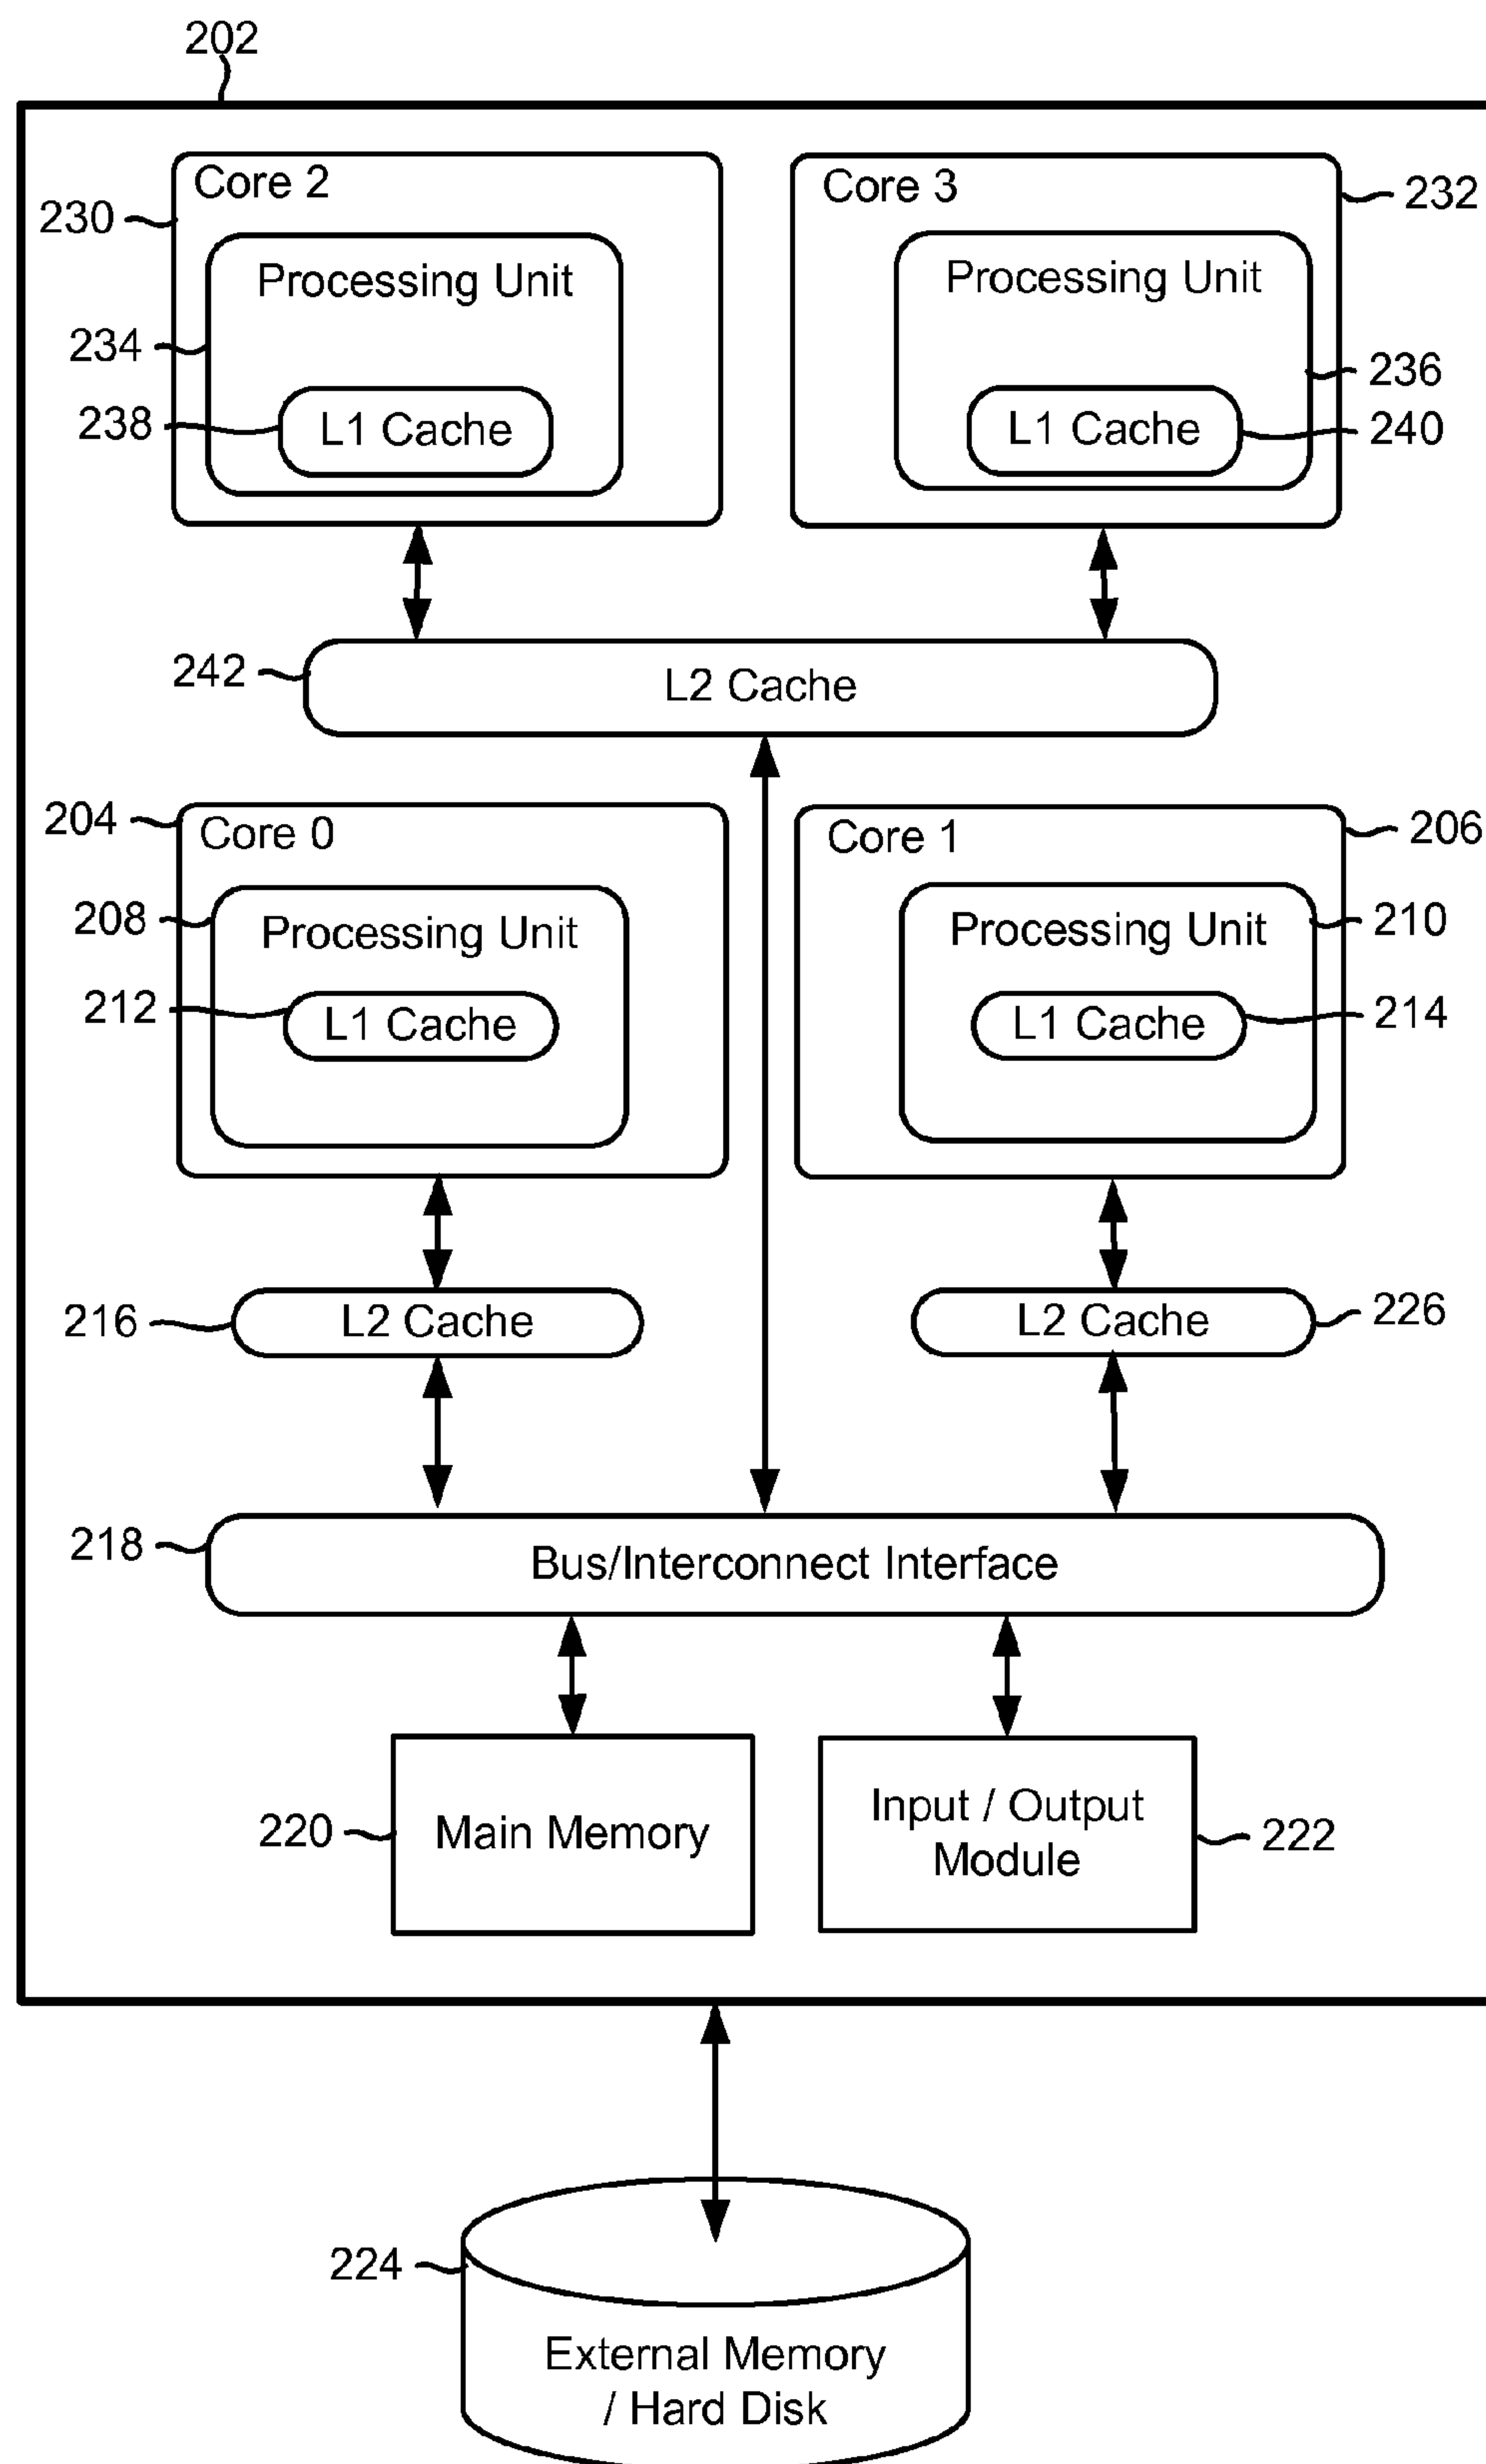 202
Core 2
Core 3
230
232
Processing Unit
Processing Unit
234
236
238
L1 Cache
L1 Cache
240
242
L2 Cache
204
Core 0
Core 1
206
208
Processing Unit
Processing Unit
210
212
L1 Cache
L1 Cache
214
216
L2 Cache
L2 Cache
226
218
Bus/Interconnect Interface
220
Main Memory
Input / Output
Module
222
224
External Memory
/ Hard Disk